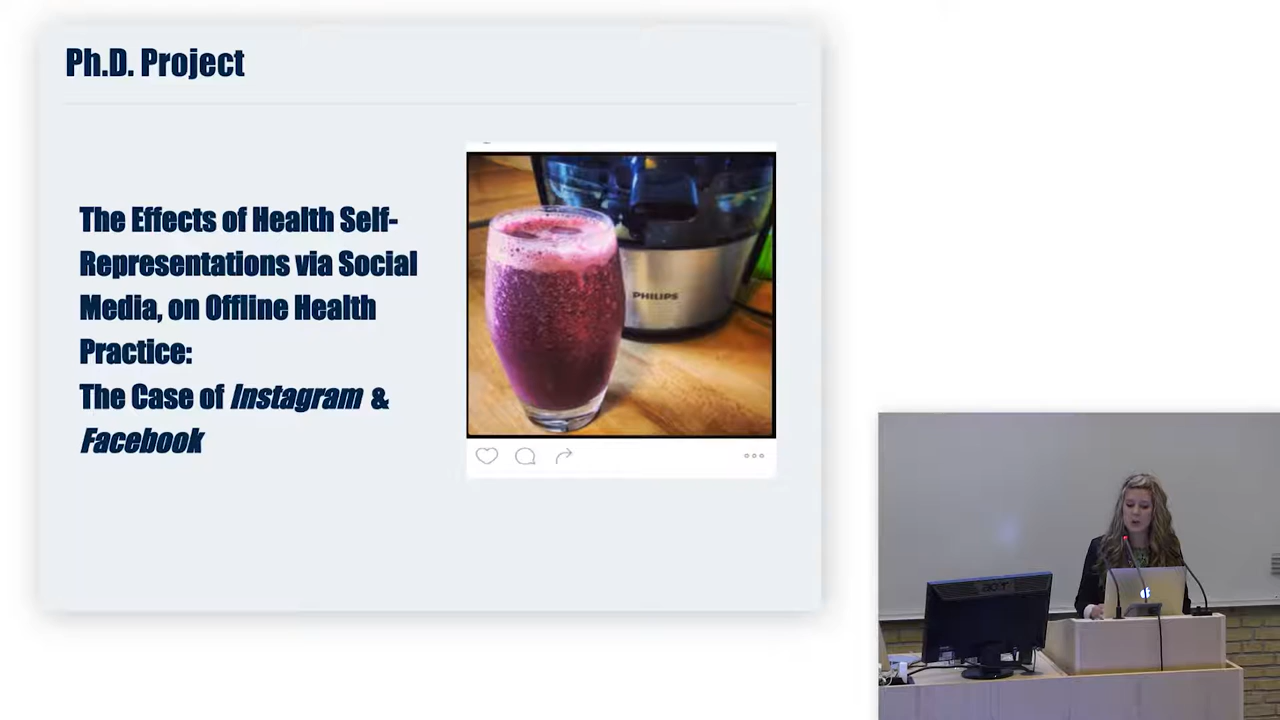 Ph.D. Project
The Effects of Health Self-
Representations via Social
Media, on Offline Health
Practice:
The Case of Instagram &
Facebook
PHILIPS
acer